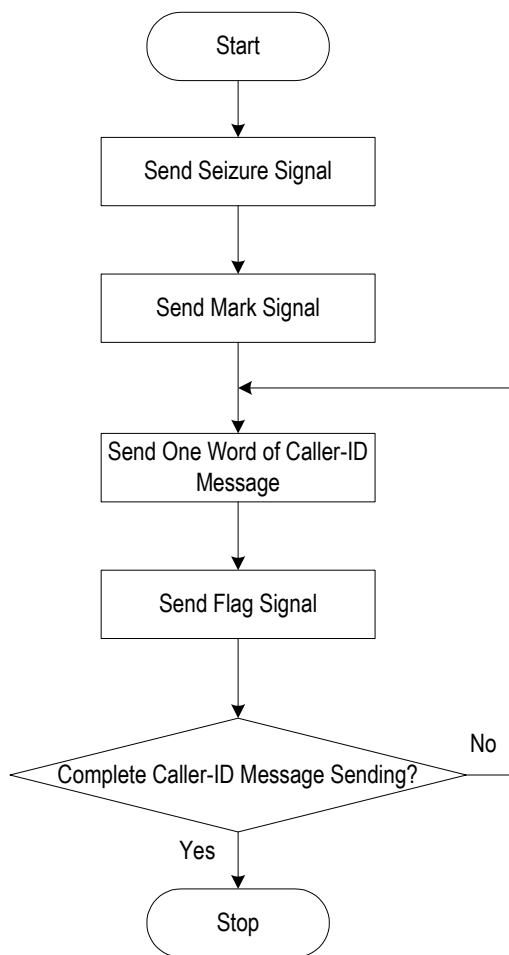 Start
Send Seizure Signal
Send Mark Signal
Send One Word of Caller-ID
Message
Send Flag Signal
Complete Caller-ID Message Sending?
No
Yes
Stop